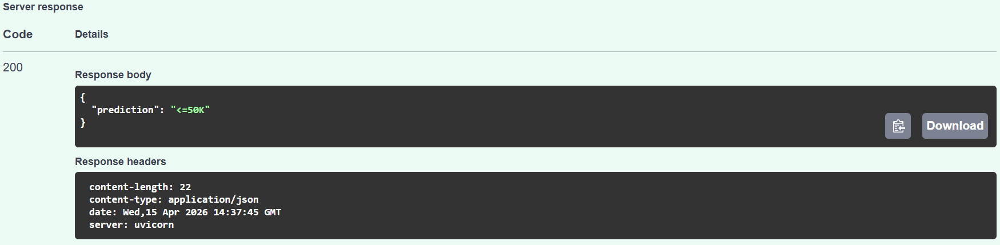 Server response
Code Details
200
Response body
{
"prediction": "<=50K"
}
Download
Response headers
content-length: 22
content-type: application/json
date: Wed,15 Apr 2026 14:37:45 GMT
server: uvicorn